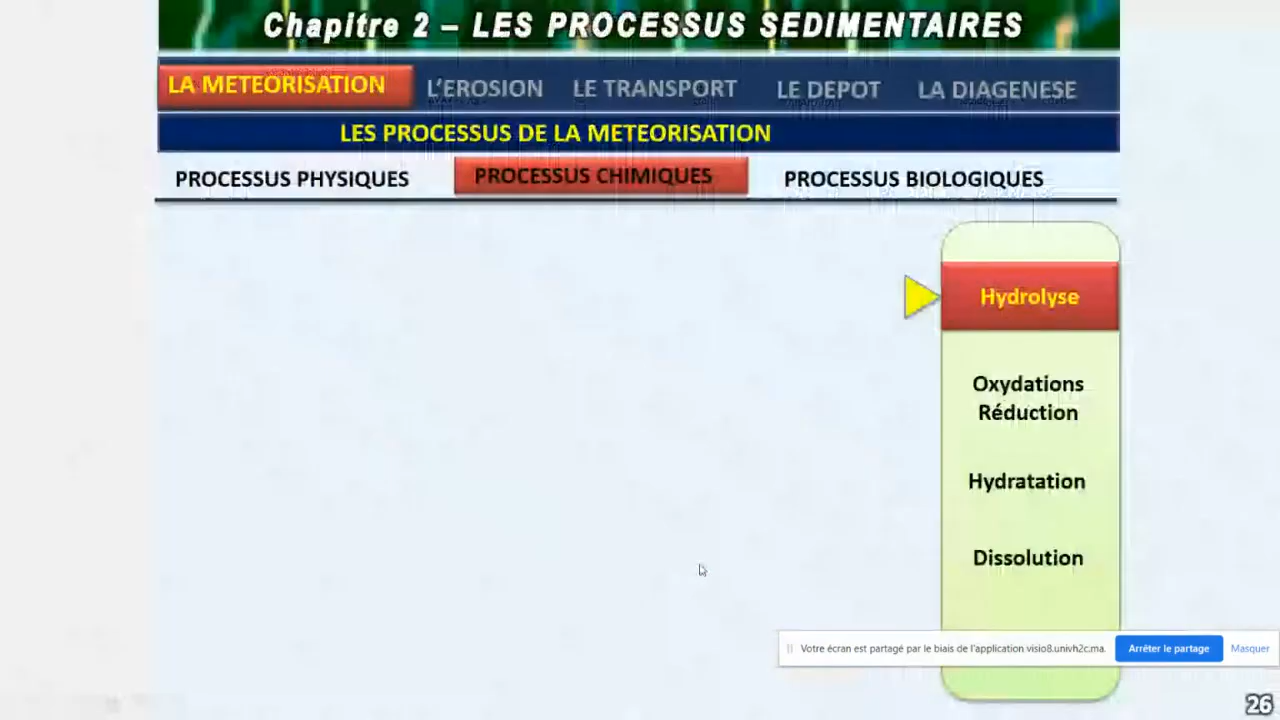 Chapitre 2 – LES PROCESSUS SEDIMENTAIRES
LA METEORISATION L'EROSION LE TRANSPORT LE DEPOT LA DIAGENESE
LES PROCESSUS DE LA METEORISATION
PROCESSUS PHYSIQUES PROCESSUS CHIMIQUES PROCESSUS BIOLOGIQUES
Hydrolyse
Oxydations
Réduction
Hydratation
Dissolution
Votre écran est partagé par le biais de l'application visio8.univh2c.ma. Arrêter le partage Masquer
26